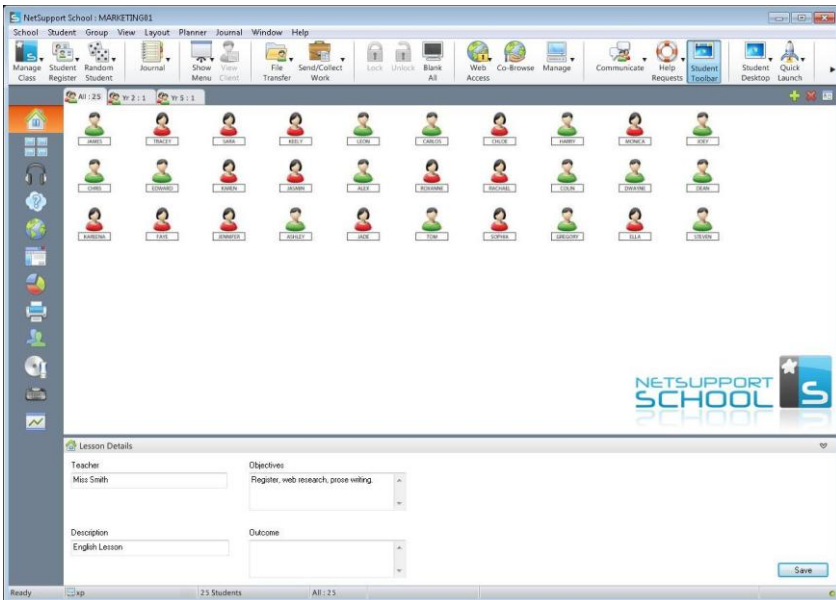 NetSupport School : MARKETING01
School Student Group View Layout Planner Journal Window Help
Manage Class
Student Register
Random Student
Journal
Show Menu
View Client
File Transfer
Send/Collect Work
Lock
Unlock
Blank All
Web Access
Co-Browse
Manage
Communicate
Help Requests
Student Toolbar
Student Desktop
Quick Launch
All : 25 Yr 2 : 1 Yr 5 : 1
JAMES TRACEY SARA KEELY LEON CARLOS CHLOE HARRY MONICA JOEY
CHRIS EDWARD KAREN ALEX ROXANNE RACHAEL COLIN DWAYNE DEAN
KAREENA FAYE JENNIFER ASHLEY JADE TOM SOPHIA GREGORY ELLA STEVEN
NETSUPPORT
SCHOOL
S
Lesson Details
Teacher
Miss Smith
Objectives
Register, web research, prose writing.
Description
English Lesson
Outcome
Save
Ready xp 25 Students All : 25